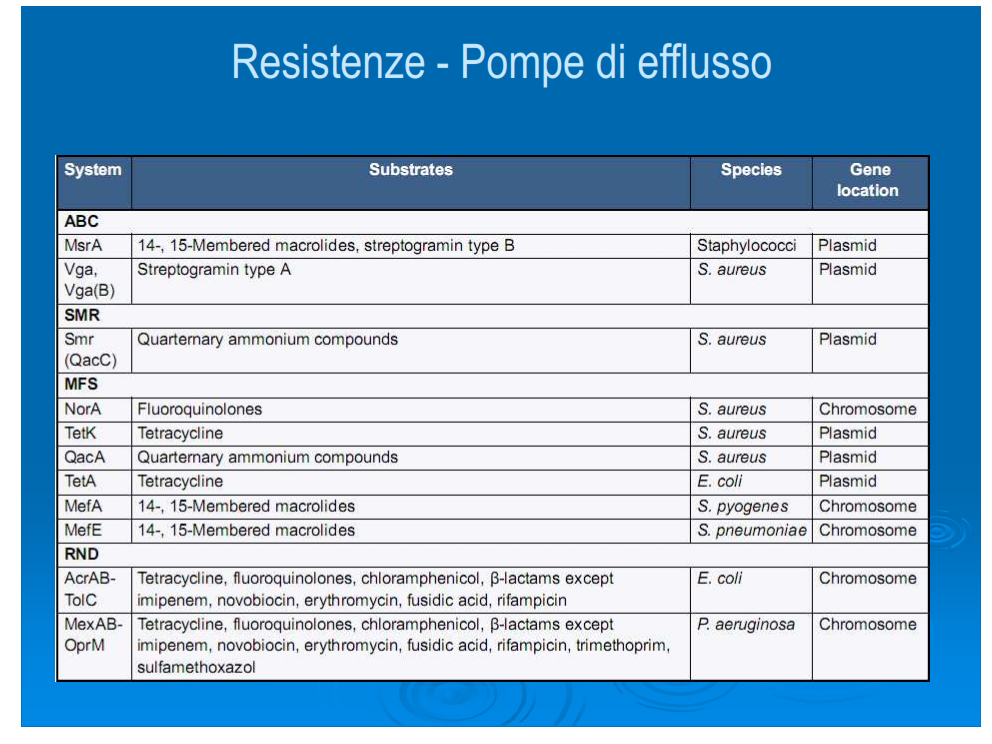 Resistenze - Pompe di efflusso
System Substrates Species Gene
location
ABC
MsrA 14-, 15-Membered macrolides, streptogramin type B Staphylococci Plasmid
Vga, Streptogramin type A S. aureus Plasmid
Vga(B)
SMR
Smr Quarternary ammonium compounds S. aureus Plasmid
(QacC)
MFS
NorA Fluoroquinolones S. aureus Chromosome
TetK Tetracycline S. aureus Plasmid
QacA Quarternary ammonium compounds S. aureus Plasmid
TetA Tetracycline E. coli Plasmid
MefA 14-, 15-Membered macrolides S. pyogenes Chromosome
MefE 14-, 15-Membered macrolides S. pneumoniae Chromosome
RND
AcrAB- Tetracycline, fluoroquinolones, chloramphenicol, β-lactams except E. coli Chromosome
TolC imipenem, novobiocin, erythromycin, fusidic acid, rifampicin
MexAB- Tetracycline, fluoroquinolones, chloramphenicol, β-lactams except P. aeruginosa Chromosome
OprM imipenem, novobiocin, erythromycin, fusidic acid, rifampicin, trimethoprim,
sulfamethoxazol